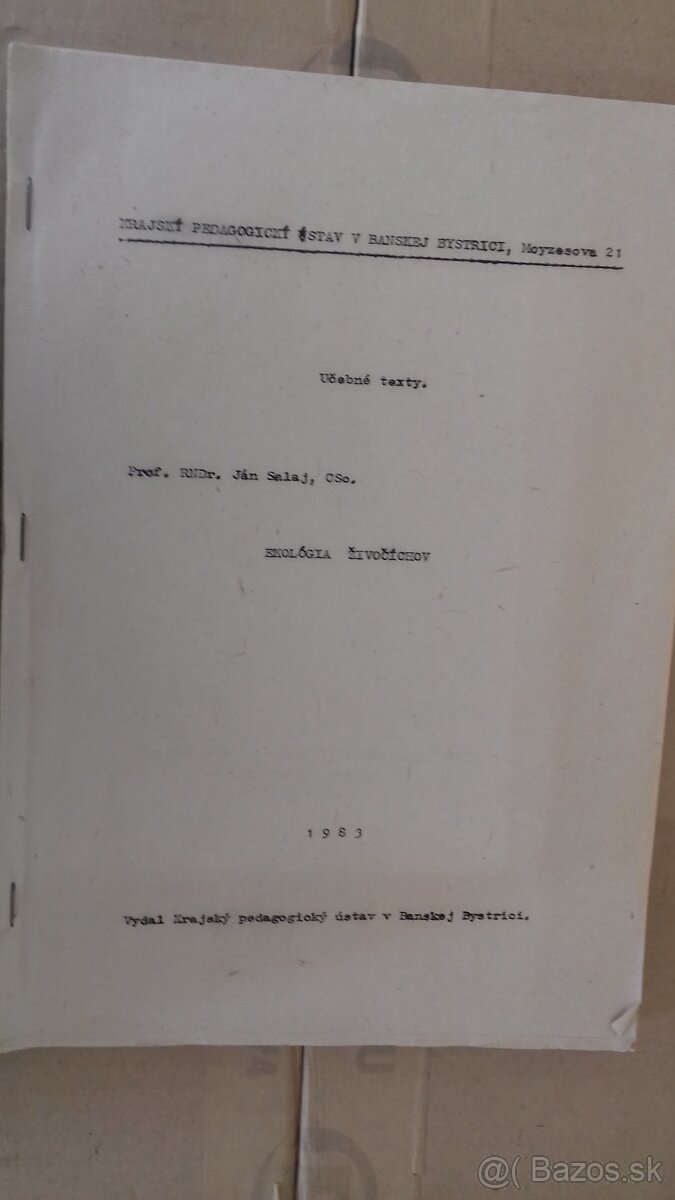 KRAJSKÝ PEDAGOGICKÝ ÚSTAV V BANSKEJ BYSTRICI, Moyzesova 21
Učebné texty.
Prof. RNDr. Ján Salaj, CSc.
EKOLÓGIA ŽIVOČÍCHOV
1 9 8 3
Vydal Krajský pedagogický ústav v Banskej Bystrici.
@( Bazos.sk